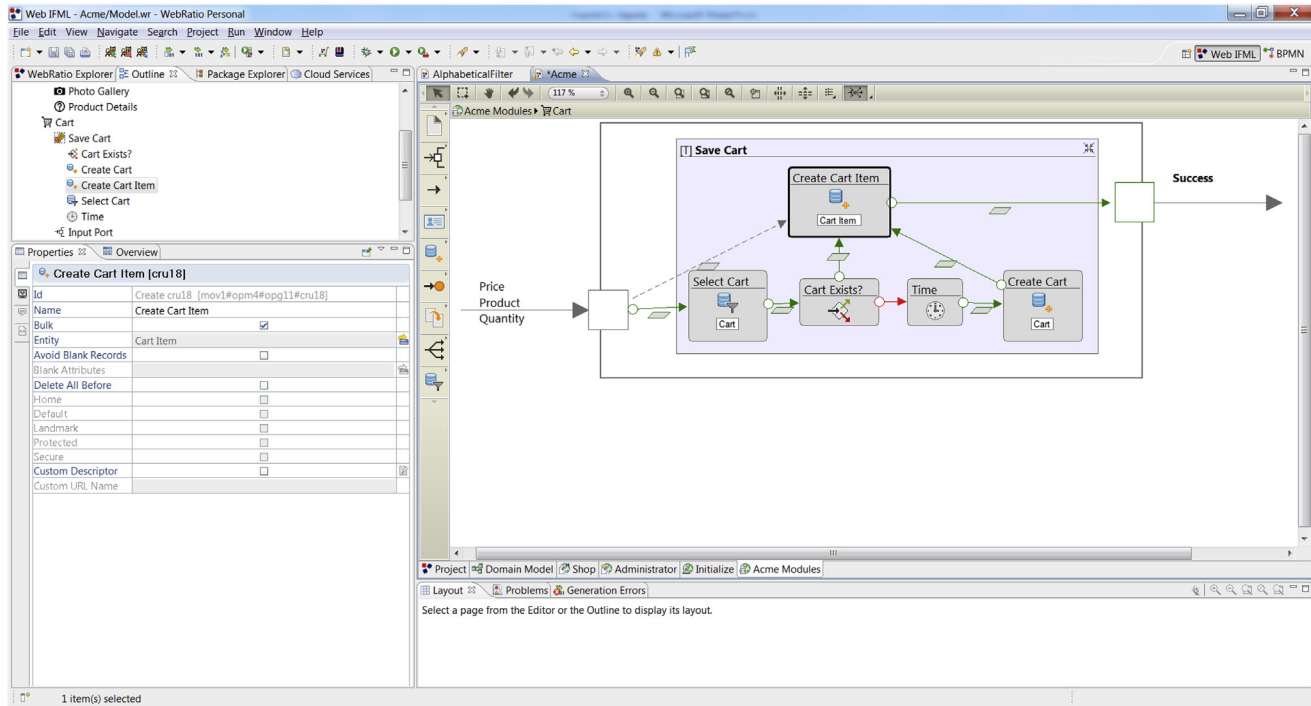 Web IFML - Acme/Model.wr - WebRatio Personal
File Edit View Navigate Search Project Run Window Help
Web IFML BPMN
WebRatio Explorer Outline Package Explorer Cloud Services
Photo Gallery
Product Details
Cart
Save Cart
Cart Exists?
Create Cart
Create Cart Item
Select Cart
Time
Input Port
Properties Overview
Create Cart Item [cru18]
Id Create cru18 [mov1#opm4#opg11#cru18]
Name Create Cart Item
Bulk
Entity Cart Item
Avoid Blank Records
Blank Attributes
Delete All Before
Home
Default
Landmark
Protected
Secure
Custom Descriptor
Custom URL Name
AlphabeticalFilter *Acme
117 %
Acme Modules Cart
[T] Save Cart
Create Cart Item
Cart Item
Success
Price
Product
Quantity
Select Cart
Cart
Cart Exists?
Time
Create Cart
Cart
Project Domain Model Shop Administrator Initialize Acme Modules
Layout Problems Generation Errors
Select a page from the Editor or the Outline to display its layout.
1 item(s) selected